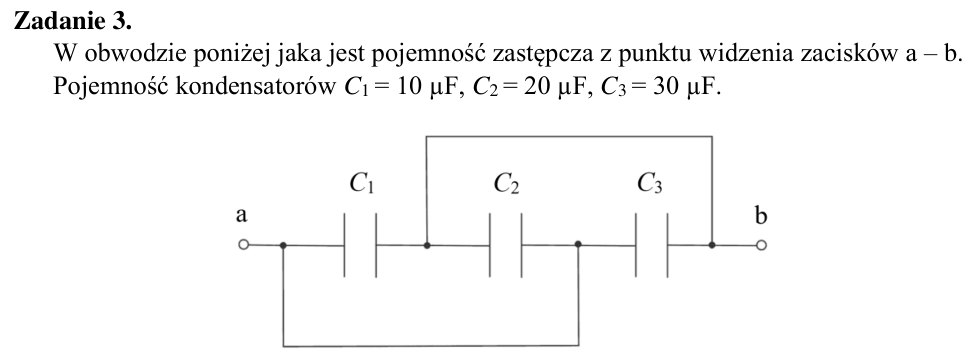 Zadanie 3.
W obwodzie poniżej jaka jest pojemność zastępcza z punktu widzenia zacisków a – b.
Pojemność kondensatorów C1 = 10 μF, C2 = 20 μF, C3 = 30 μF.
C1 C2 C3
a b